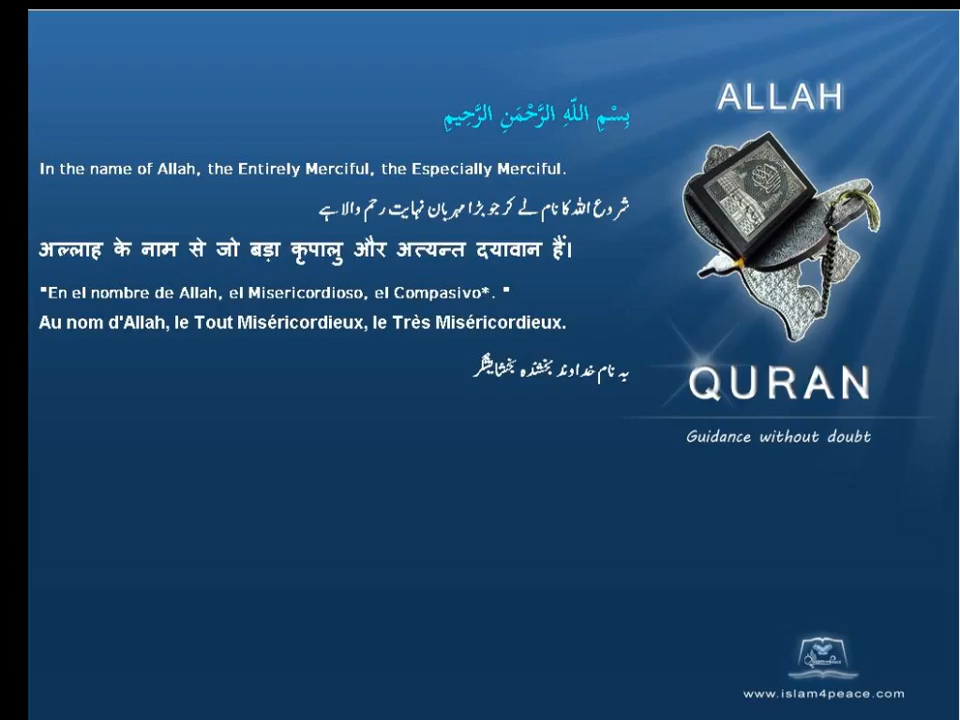 بِسْمِ اللَّهِ الرَّحْمَنِ الرَّحِيمِ
In the name of Allah, the Entirely Merciful, the Especially Merciful.
شروع الله کا نام لے کر جو بڑا مہربان نہایت رحم والا ہے
अल्लाह के नाम से जो बड़ा कृपालु और अत्यन्त दयावान हैं।
"En el nombre de Allah, el Misericordioso, el Compasivo*. "
Au nom d'Allah, le Tout Miséricordieux, le Très Miséricordieux.
به نام خداوند بخشنده بخشایشگر
ALLAH
QURAN
Guidance without doubt
www.islam4peace.com